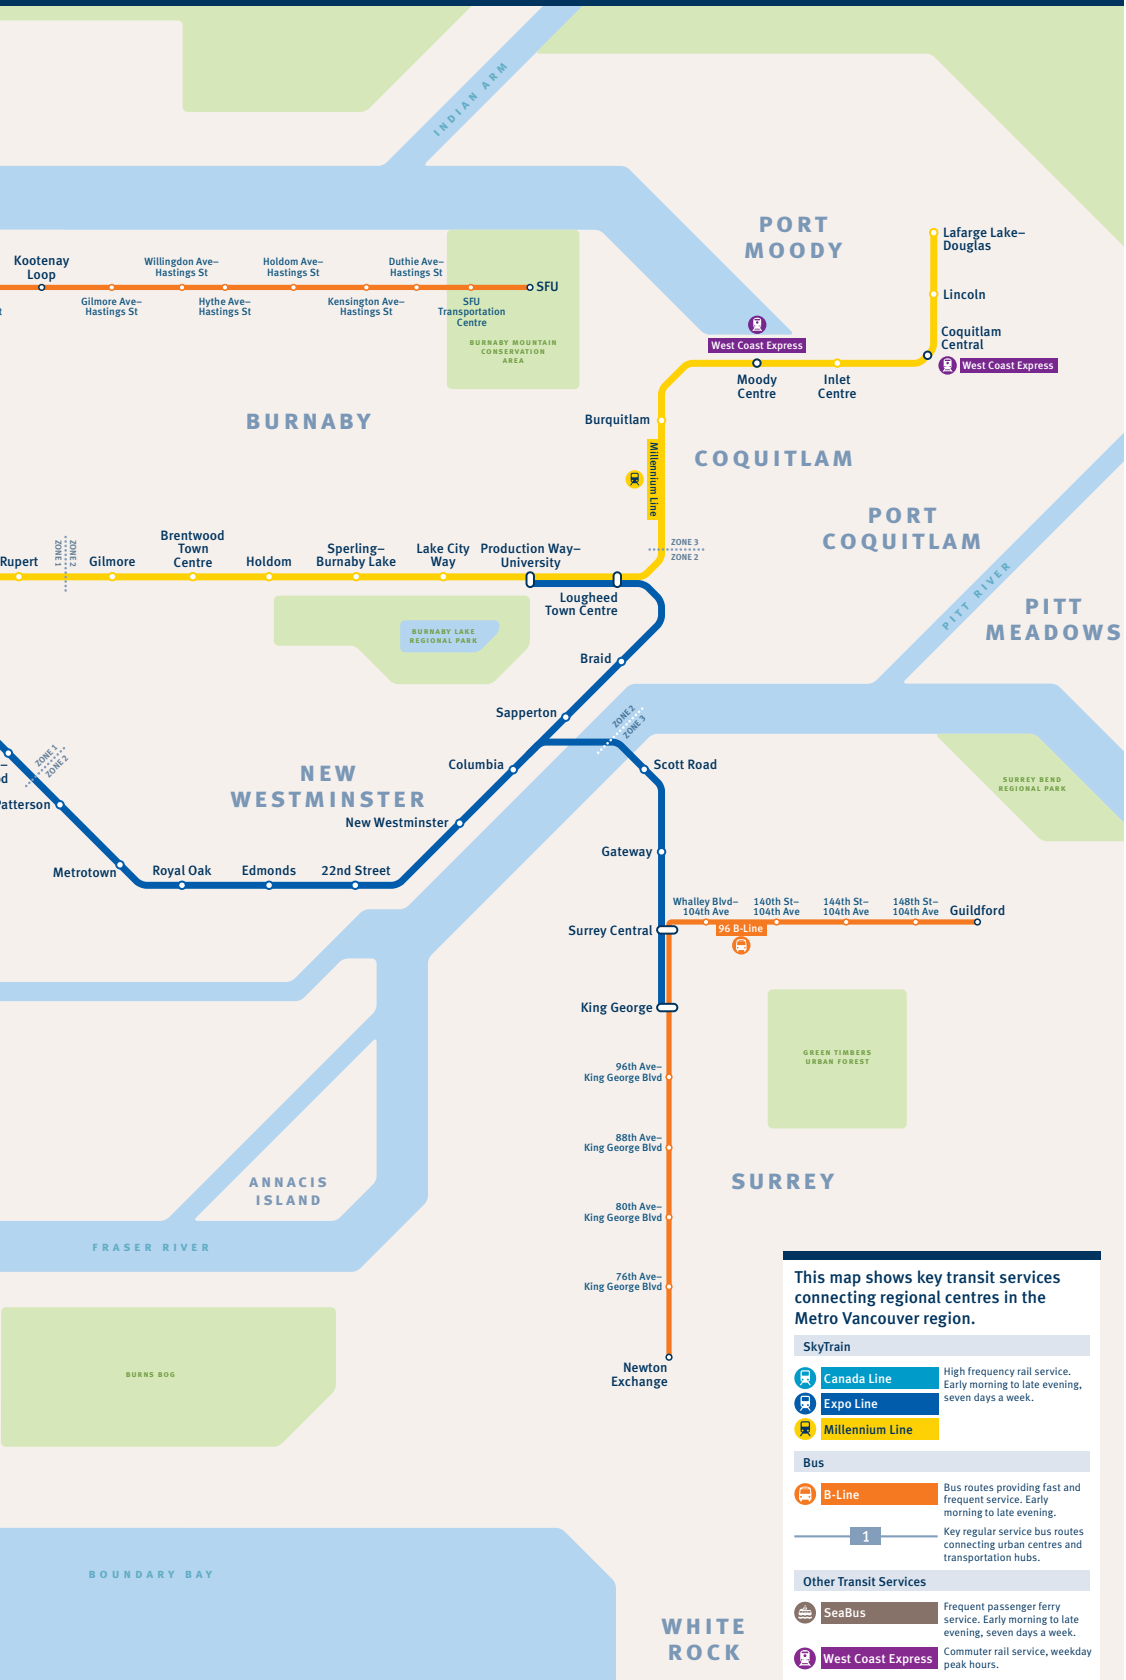 INDIAN ARM
PORT
MOODY
Lafarge Lake–
Douglas
Lincoln
Coquitlam
Central
West Coast Express
West Coast Express
Moody
Centre
Inlet
Centre
Kootenay
Loop
Willingdon Ave–
Hastings St
Holdom Ave–
Hastings St
Duthie Ave–
Hastings St
SFU
Gilmore Ave–
Hastings St
Hythe Ave–
Hastings St
Kensington Ave–
Hastings St
SFU
Transportation
Centre
BURNABY MOUNTAIN
CONSERVATION
AREA
BURNABY
Burquitlam
COQUITLAM
Millennium Line
PORT
COQUITLAM
ZONE 3
ZONE 2
PITT RIVER
PITT
MEADOWS
Rupert
ZONE 1
ZONE 2
Gilmore
Brentwood
Town
Centre
Holdom
Sperling–
Burnaby Lake
Lake City
Way
Production Way–
University
Lougheed
Town Centre
BURNABY LAKE
REGIONAL PARK
Braid
Sapperton
ZONE 2
ZONE 3
Columbia
Scott Road
NEW
WESTMINSTER
New Westminster
ZONE 1
ZONE 2
Patterson
Metrotown
Royal Oak
Edmonds
22nd Street
SURREY BEND
REGIONAL PARK
Gateway
Whalley Blvd–
104th Ave
140th St–
104th Ave
144th St–
104th Ave
148th St–
104th Ave
Guildford
96 B-Line
Surrey Central
King George
96th Ave–
King George Blvd
GREEN TIMBERS
URBAN FOREST
88th Ave–
King George Blvd
SURREY
80th Ave–
King George Blvd
76th Ave–
King George Blvd
Newton
Exchange
ANNACIS
ISLAND
FRASER RIVER
BURNS BOG
BOUNDARY BAY
WHITE
ROCK
This map shows key transit services
connecting regional centres in the
Metro Vancouver region.
SkyTrain
Canada Line
Expo Line
Millennium Line
High frequency rail service.
Early morning to late evening,
seven days a week.
Bus
B-Line
Bus routes providing fast and
frequent service. Early
morning to late evening.
1
Key regular service bus routes
connecting urban centres and
transportation hubs.
Other Transit Services
SeaBus
Frequent passenger ferry
service. Early morning to late
evening, seven days a week.
West Coast Express
Commuter rail service, weekday
peak hours.